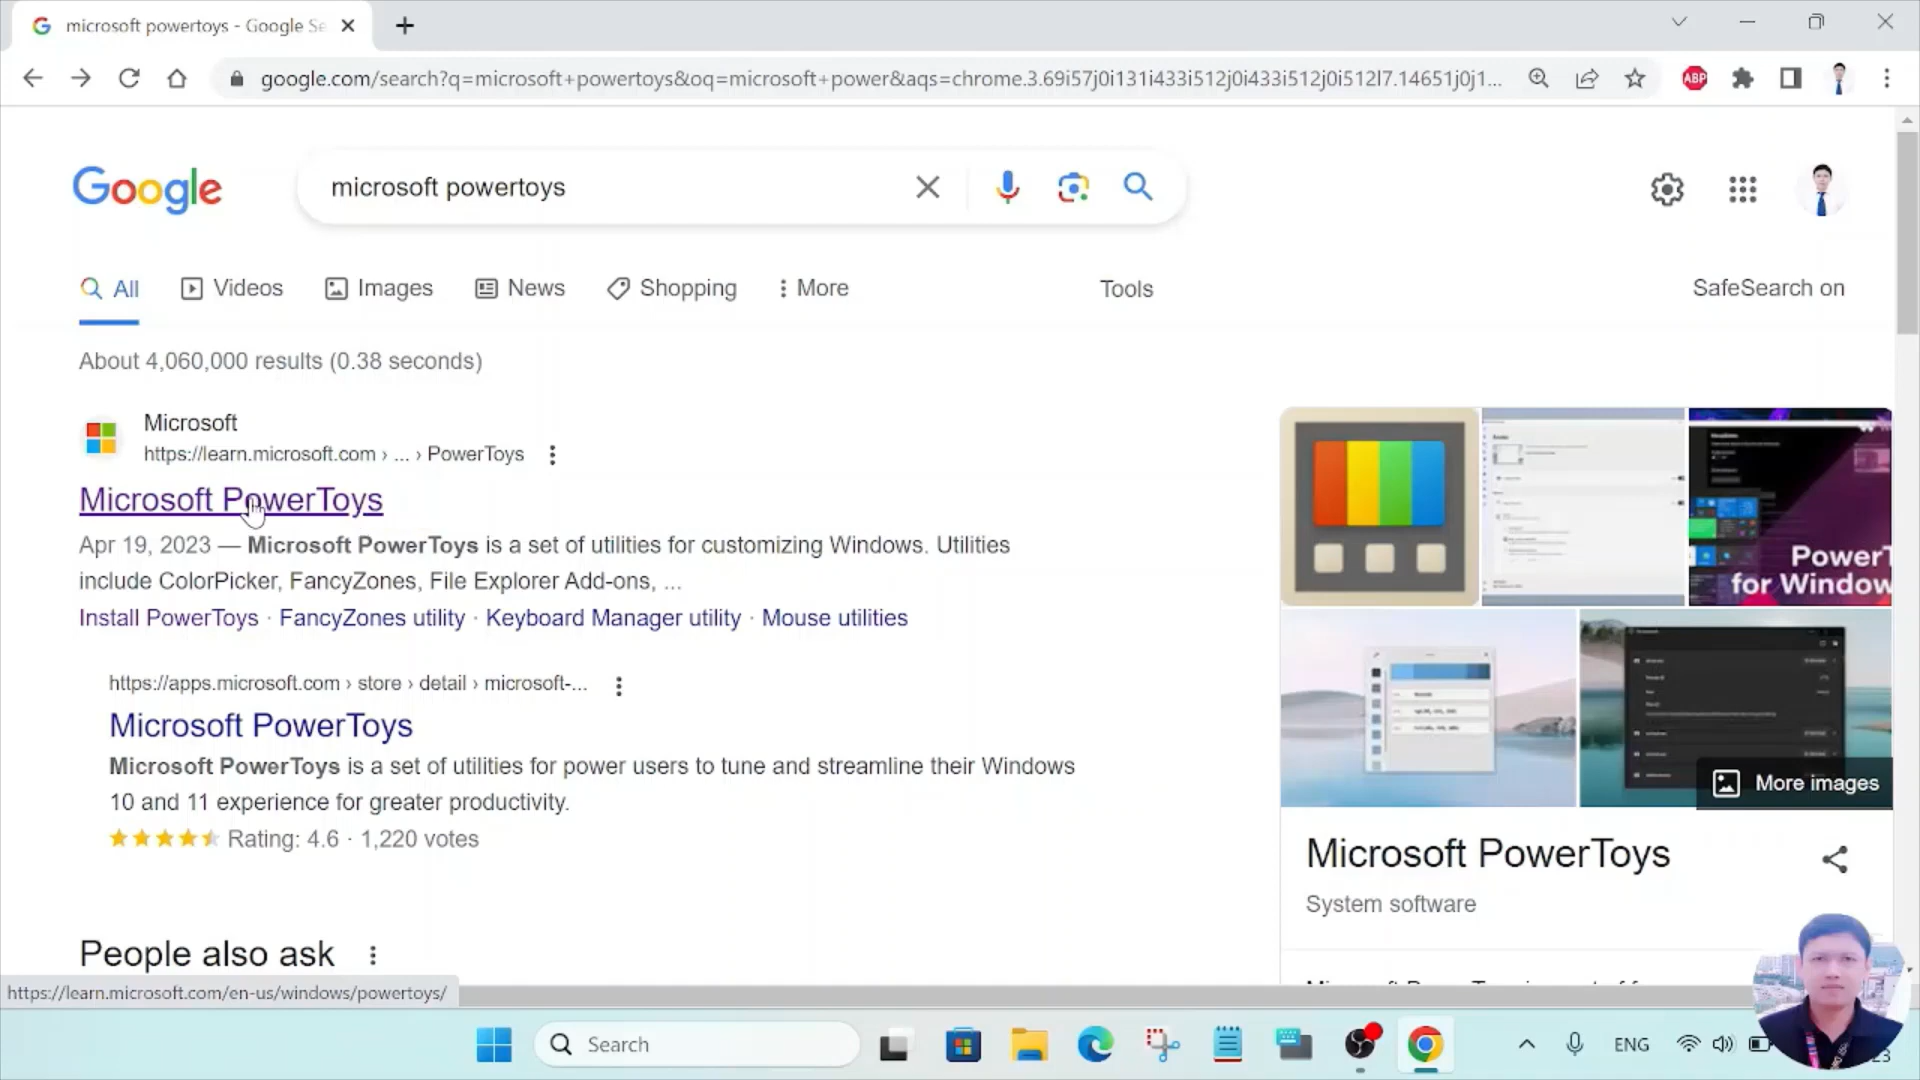 microsoft powertoys - Google Se
google.com/search?q=microsoft+powertoys&oq=microsoft+power&aqs=chrome.3.69i57j0i131i433i512j0i433i512j0i512l7.14651j0j1...
ABP
Google
microsoft powertoys
All
Videos
Images
News
Shopping
More
Tools
SafeSearch on
About 4,060,000 results (0.38 seconds)
Microsoft
https://learn.microsoft.com › ... › PowerToys
Microsoft PowerToys
Apr 19, 2023 — Microsoft PowerToys is a set of utilities for customizing Windows. Utilities
include ColorPicker, FancyZones, File Explorer Add-ons, ...
Install PowerToys · FancyZones utility · Keyboard Manager utility · Mouse utilities
https://apps.microsoft.com › store › detail › microsoft-...
Microsoft PowerToys
Microsoft PowerToys is a set of utilities for power users to tune and streamline their Windows
10 and 11 experience for greater productivity.
Rating: 4.6 · 1,220 votes
PowerT
for Window
More images
Microsoft PowerToys
System software
People also ask
https://learn.microsoft.com/en-us/windows/powertoys/
Search
ENG
23